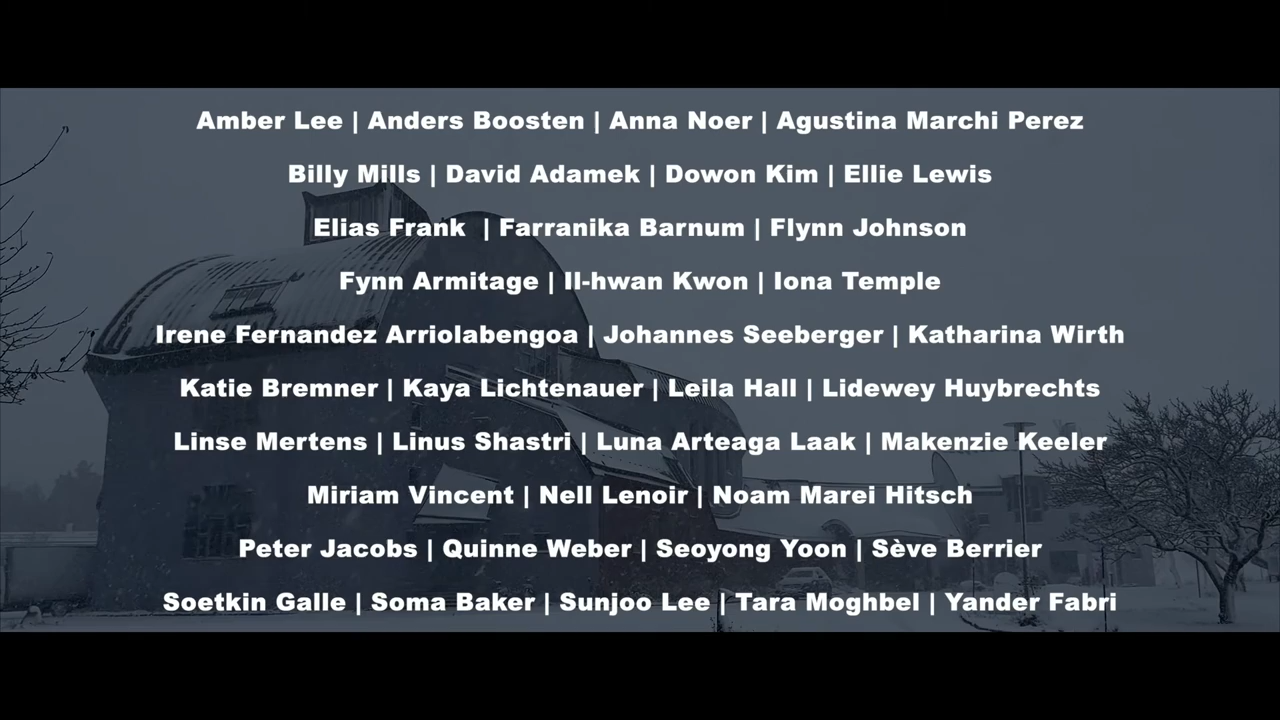 Amber Lee | Anders Boosten | Anna Noer | Agustina Marchi Perez
Billy Mills | David Adamek | Dowon Kim | Ellie Lewis
Elias Frank | Farranika Barnum | Flynn Johnson
Fynn Armitage | Il-hwan Kwon | Iona Temple
Irene Fernandez Arriolabengoa | Johannes Seeberger | Katharina Wirth
Katie Bremner | Kaya Lichtenauer | Leila Hall | Lidewey Huybrechts
Linse Mertens | Linus Shastri | Luna Arteaga Laak | Makenzie Keeler
Miriam Vincent | Nell Lenoir | Noam Marei Hitsch
Peter Jacobs | Quinne Weber | Seoyong Yoon | Sève Berrier
Soetkin Galle | Soma Baker | Sunjoo Lee | Tara Moghbel | Yander Fabri